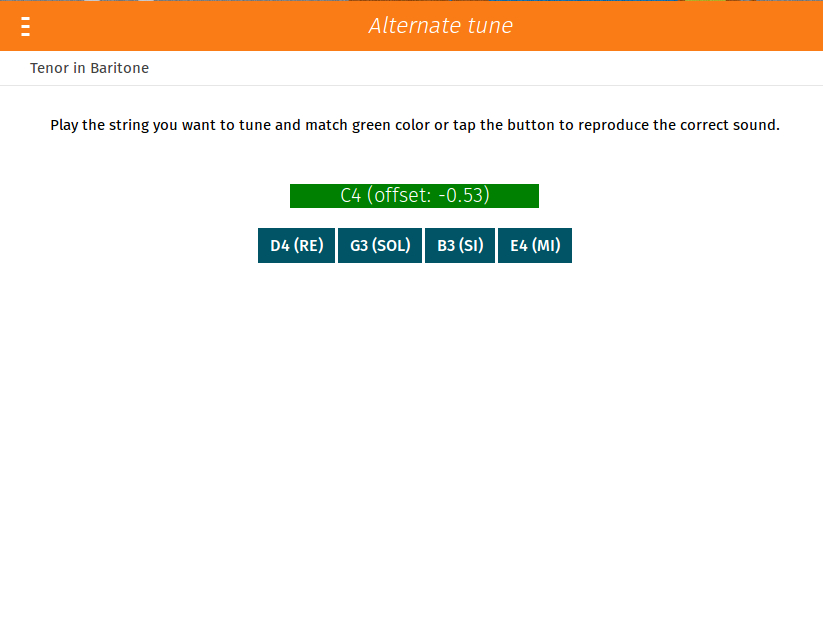 Alternate tune
Tenor in Baritone
Play the string you want to tune and match green color or tap the button to reproduce the correct sound.
C4 (offset: -0.53)
D4 (RE) G3 (SOL) B3 (SI) E4 (MI)